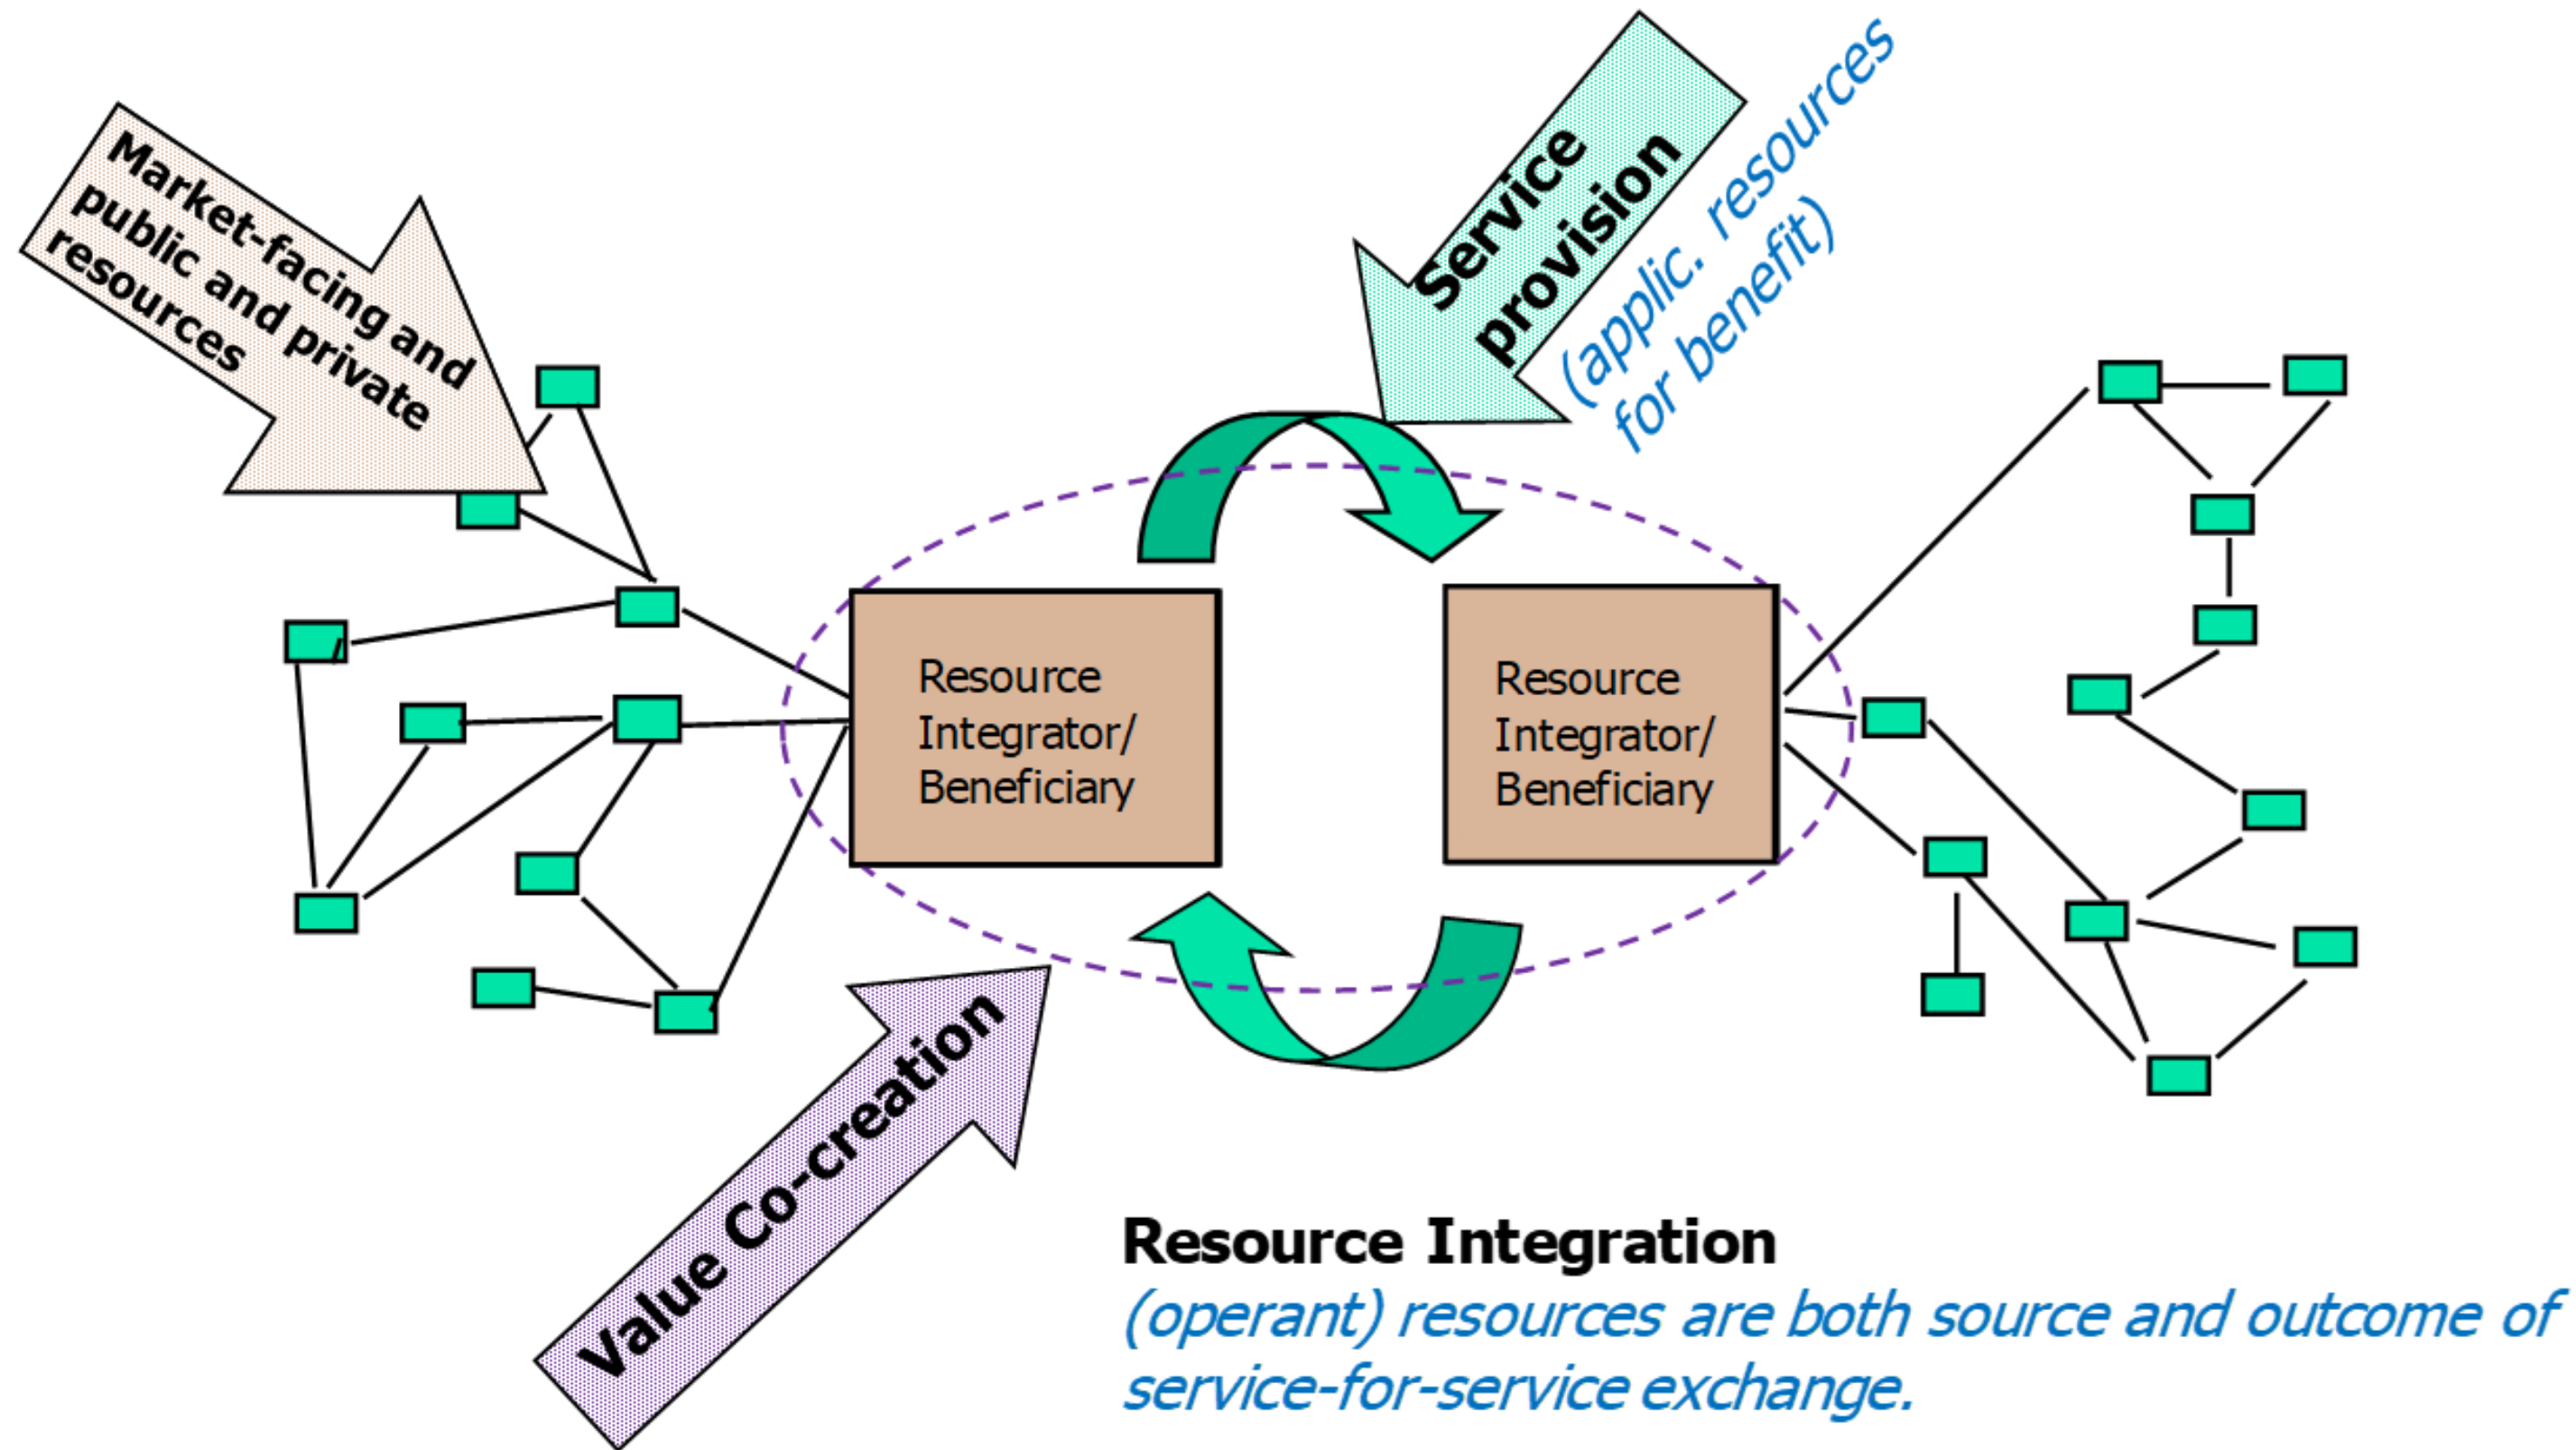 Market-facing and
public and private
resources
Service
provision
(applic. resources
for benefit)
Resource
Integrator/
Beneficiary
Resource
Integrator/
Beneficiary
Value Co-creation
Resource Integration
(operant) resources are both source and outcome of
service-for-service exchange.